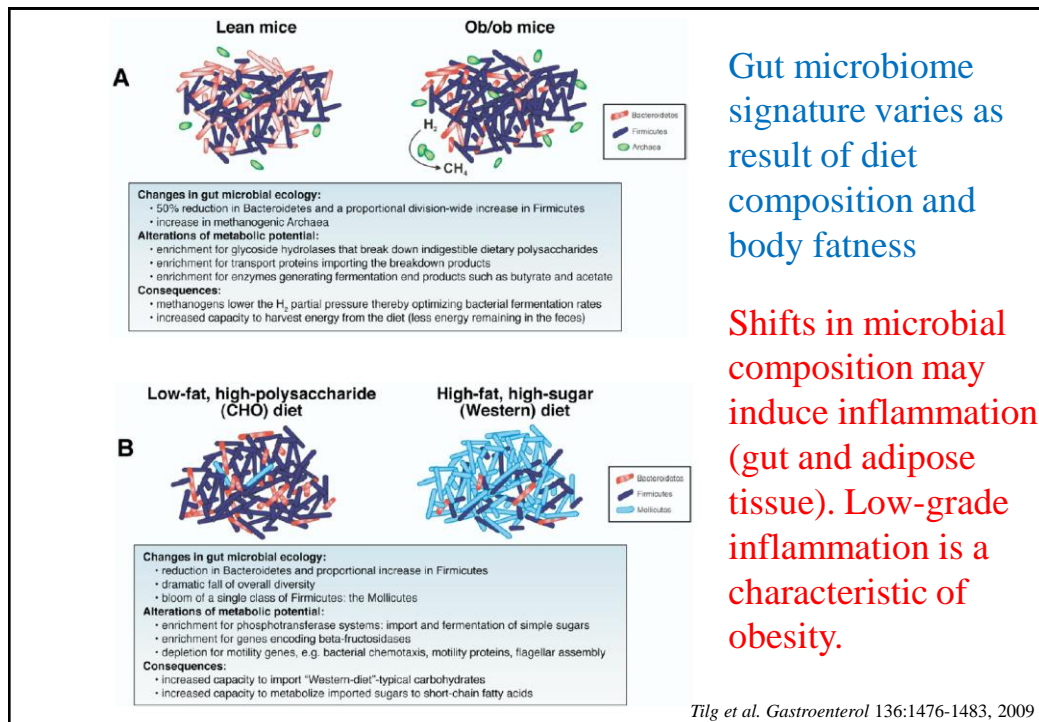 Lean mice
Ob/ob mice
A
H₂
CH₄
Bacteroidetes
Firmicutes
Archaea
Changes in gut microbial ecology:
• 50% reduction in Bacteroidetes and a proportional division-wide increase in Firmicutes
• increase in methanogenic Archaea
Alterations of metabolic potential:
• enrichment for glycoside hydrolases that break down indigestible dietary polysaccharides
• enrichment for transport proteins importing the breakdown products
• enrichment for enzymes generating fermentation end products such as butyrate and acetate
Consequences:
• methanogens lower the H₂ partial pressure thereby optimizing bacterial fermentation rates
• increased capacity to harvest energy from the diet (less energy remaining in the feces)
Low-fat, high-polysaccharide
(CHO) diet
High-fat, high-sugar
(Western) diet
B
Bacteroidetes
Firmicutes
Mollicutes
Changes in gut microbial ecology:
• reduction in Bacteroidetes and proportional increase in Firmicutes
• dramatic fall of overall diversity
• bloom of a single class of Firmicutes: the Mollicutes
Alterations of metabolic potential:
• enrichment for phosphotransferase systems: import and fermentation of simple sugars
• enrichment for genes encoding beta-fructosidases
• depletion for motility genes, e.g. bacterial chemotaxis, motility proteins, flagellar assembly
Consequences:
• increased capacity to import "Western-diet"-typical carbohydrates
• increased capacity to metabolize imported sugars to short-chain fatty acids
Gut microbiome
signature varies as
result of diet
composition and
body fatness
Shifts in microbial
composition may
induce inflammation
(gut and adipose
tissue). Low-grade
inflammation is a
characteristic of
obesity.
Tilg et al. Gastroenterol 136:1476-1483, 2009